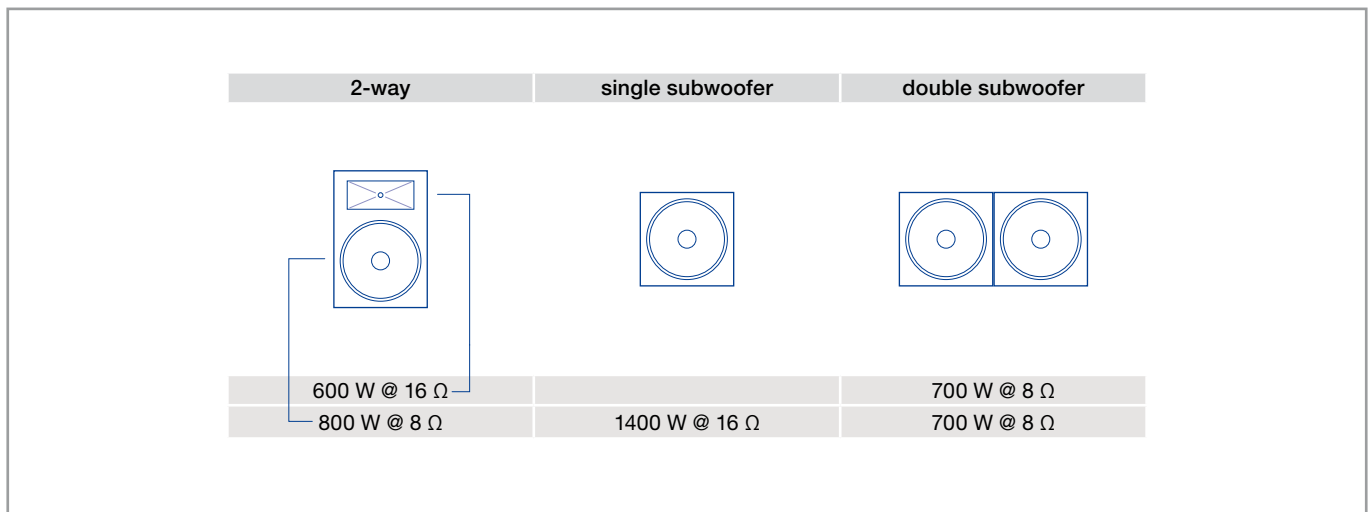 2-way single subwoofer double subwoofer
600 W @ 16 Ω 700 W @ 8 Ω
800 W @ 8 Ω 1400 W @ 16 Ω 700 W @ 8 Ω